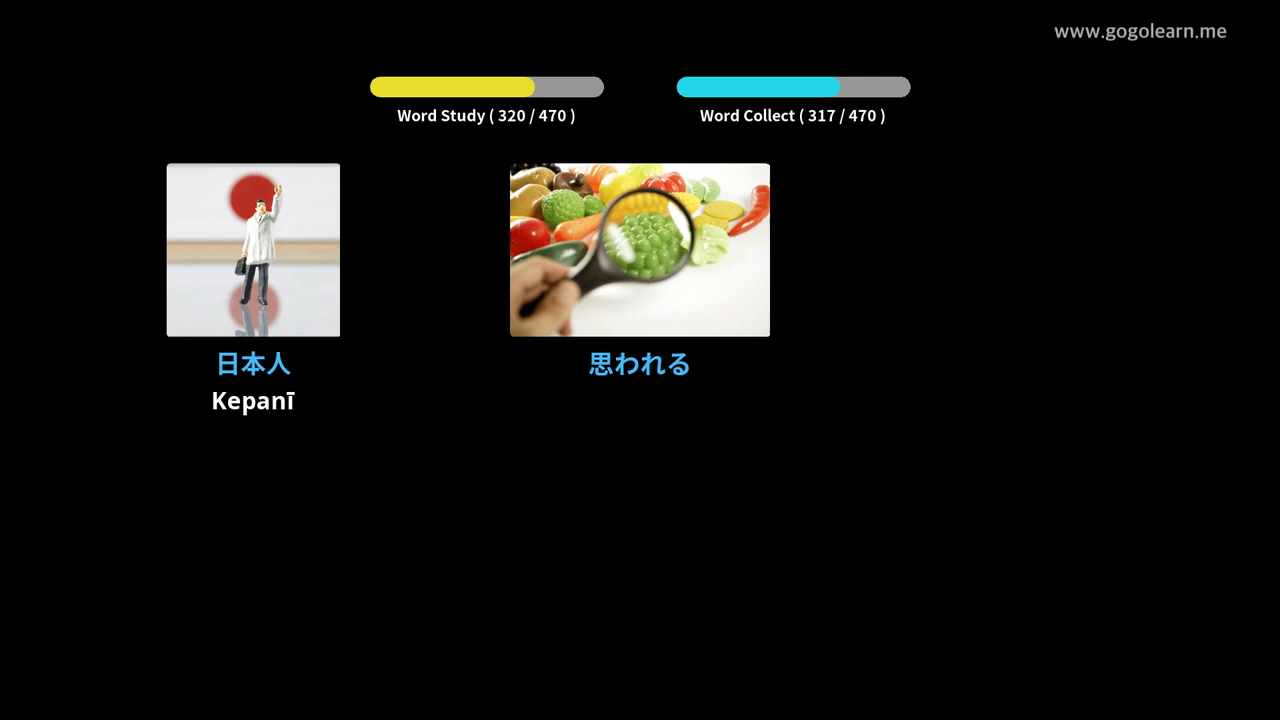 www.gogolearn.me
Word Study ( 320 / 470 )
Word Collect ( 317 / 470 )
日本人
Kepanī
思われる